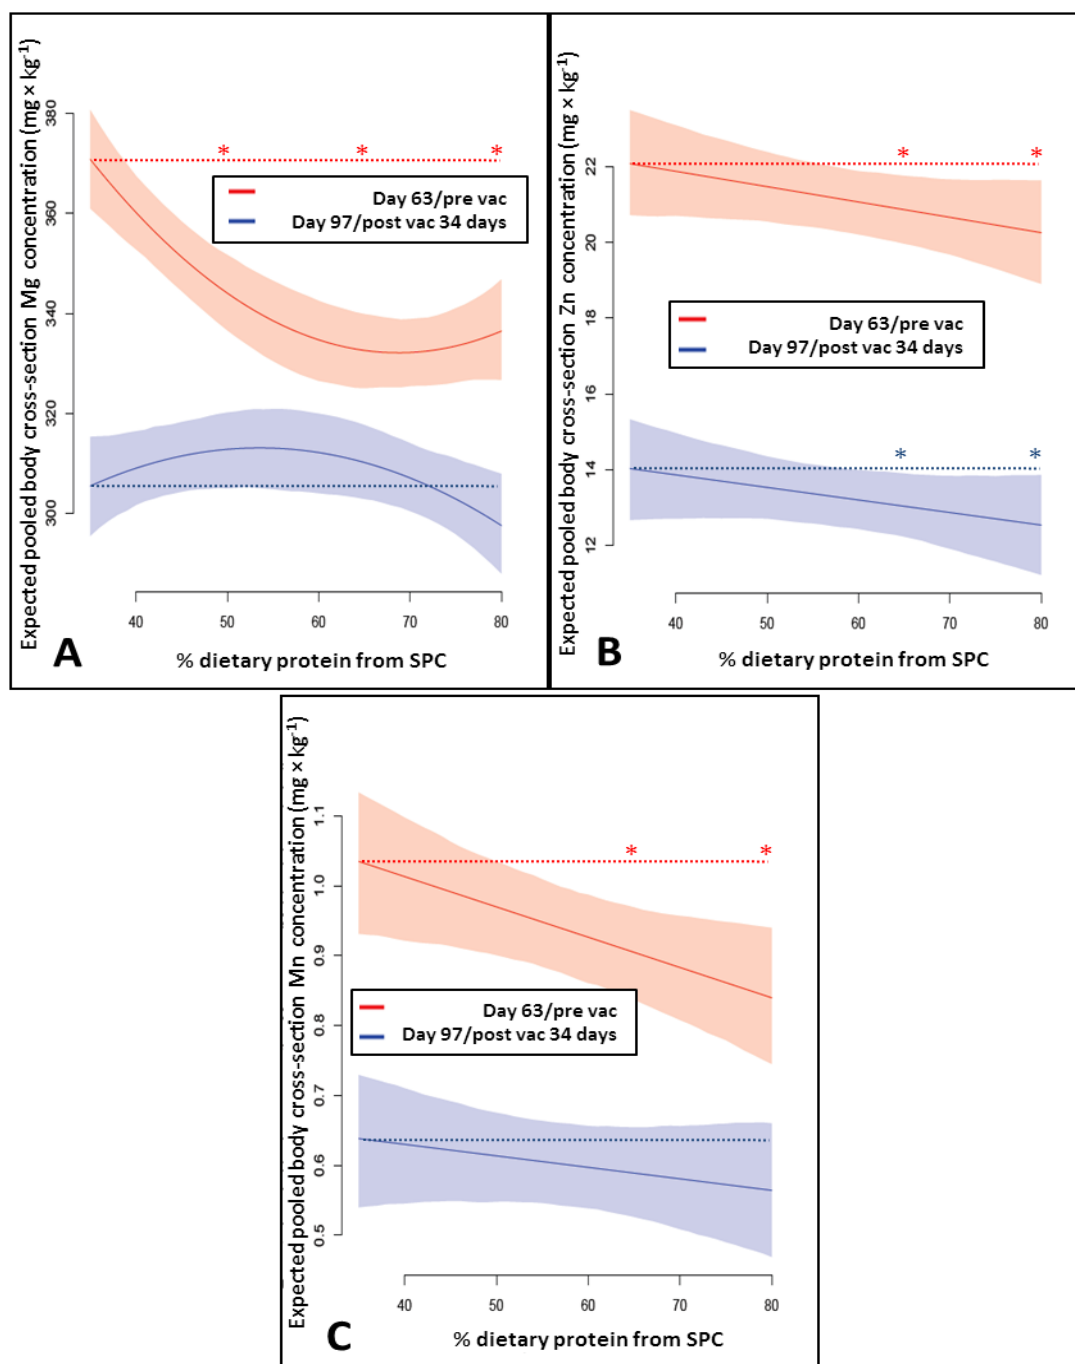 Expected pooled body cross-section Mg concentration (mg × kg⁻¹)
380
360
340
320
300
* * *
Day 63/pre vac
Day 97/post vac 34 days
40 50 60 70 80
A
% dietary protein from SPC
Expected pooled body cross-section Zn concentration (mg × kg⁻¹)
22
20
18
16
14
12
* *
Day 63/pre vac
Day 97/post vac 34 days
* *
40 50 60 70 80
B
% dietary protein from SPC
Expected pooled body cross-section Mn concentration (mg × kg⁻¹)
1.1
1.0
0.9
0.8
0.7
0.6
0.5
* *
Day 63/pre vac
Day 97/post vac 34 days
40 50 60 70 80
C
% dietary protein from SPC